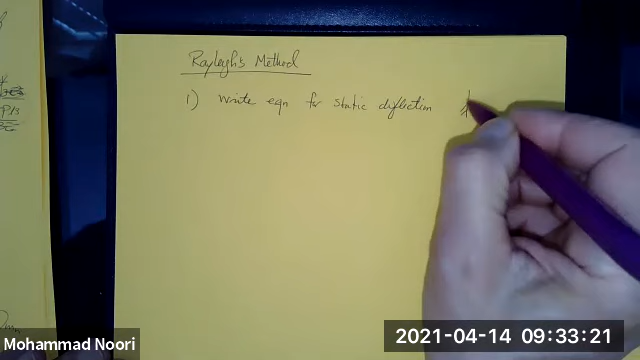 Rayleigh's Method
1) write eqn for static deflection
Mohammad Noori
2021-04-14 09:33:21